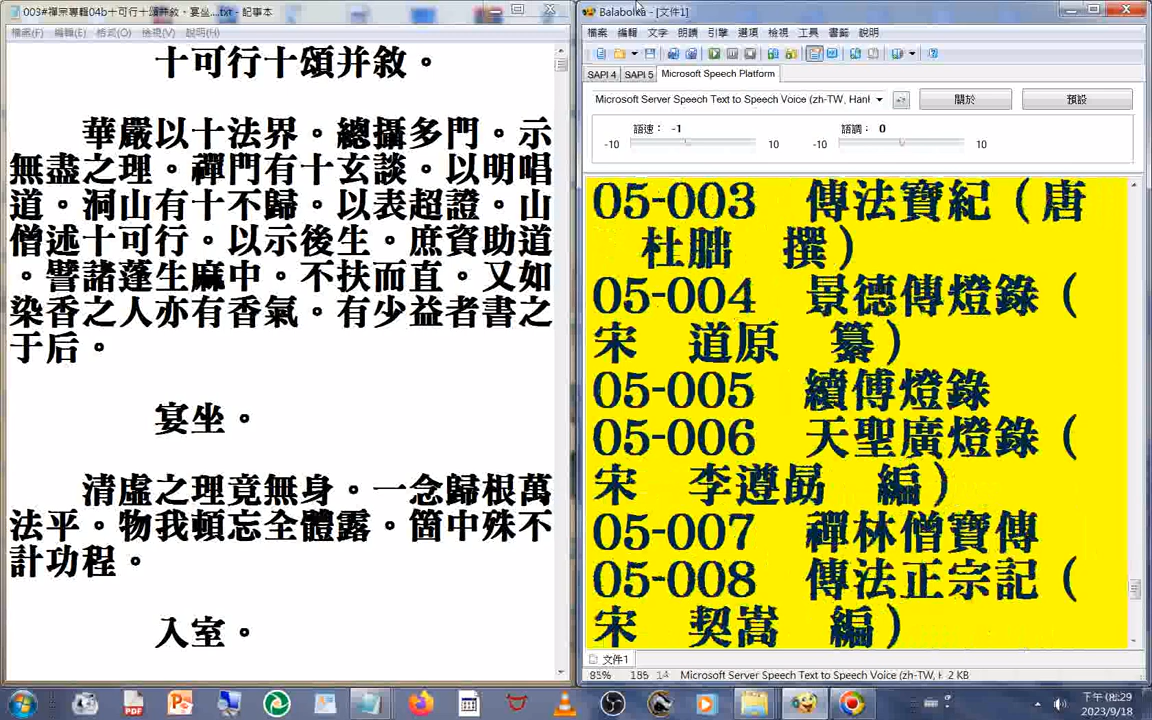 003#禪宗專輯04b十可行十頌并敘、宴坐....txt - 記事本
檔案(F) 編輯(E) 格式(O) 檢視(V) 說明(H)
十可行十頌并敘。
華嚴以十法界。總攝多門。示
無盡之理。禪門有十玄談。以明唱
道。洞山有十不歸。以表超證。山
僧述十可行。以示後生。庶資助道
。譬諸蓬生麻中。不扶而直。又如
染香之人亦有香氣。有少益者書之
于后。
宴坐。
清虛之理竟無身。一念歸根萬
法平。物我頓忘全體露。箇中殊不
計功程。
入室。
Balabolka - [文件1]
檔案 編輯 文字 朗讀 引擎 選項 檢視 工具 書籤 說明
SAPI 4 SAPI 5 Microsoft Speech Platform
Microsoft Server Speech Text to Speech Voice (zh-TW, Hanl 關於 預設
語速： -1 語調： 0
-10 10 -10 10
05-003 傳法寶紀（唐
杜朏 撰）
05-004 景德傳燈錄（
宋 道原 纂）
05-005 續傳燈錄
05-006 天聖廣燈錄（
宋 李遵勗 編）
05-007 禪林僧寶傳
05-008 傳法正宗記（
宋 契嵩 編）
文件1
Microsoft Server Speech Text to Speech Voice (zh-TW, 2 KB
下午 08:29
2023/9/18